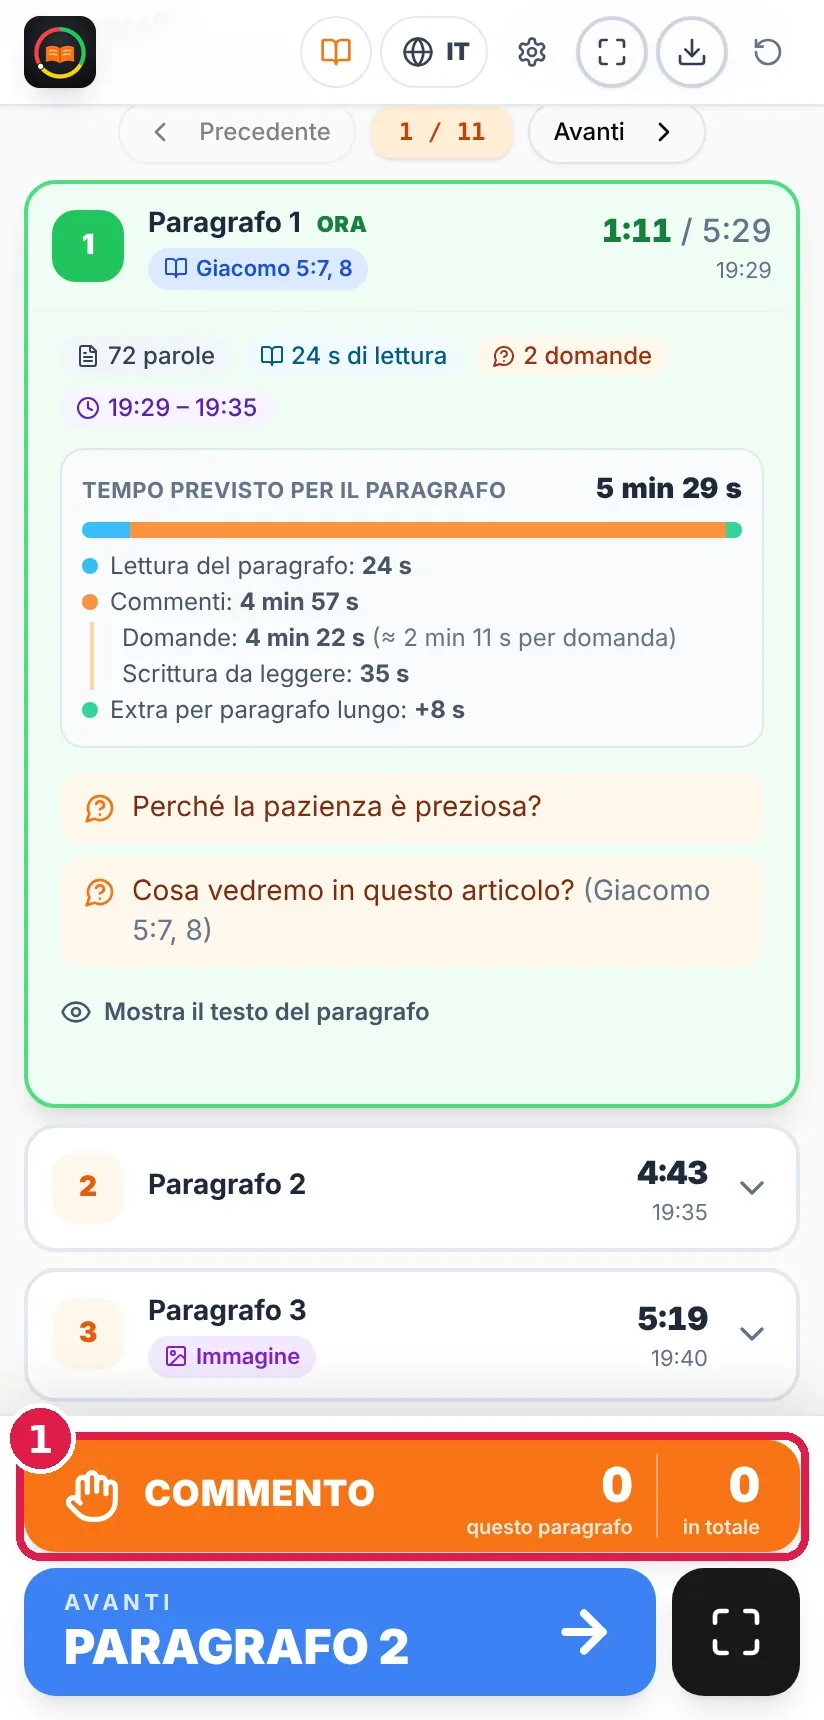 IT
Precedente
1 / 11
Avanti
1
Paragrafo 1 ORA
1:11 / 5:29
Giacomo 5:7, 8
19:29
72 parole
24 s di lettura
2 domande
19:29 – 19:35
TEMPO PREVISTO PER IL PARAGRAFO
5 min 29 s
Lettura del paragrafo: 24 s
Commenti: 4 min 57 s
Domande: 4 min 22 s (≈ 2 min 11 s per domanda)
Scrittura da leggere: 35 s
Extra per paragrafo lungo: +8 s
Perché la pazienza è preziosa?
Cosa vedremo in questo articolo? (Giacomo
5:7, 8)
Mostra il testo del paragrafo
2
Paragrafo 2
4:43
19:35
3
Paragrafo 3
5:19
Immagine
19:40
1
COMMENTO
0
questo paragrafo
0
in totale
AVANTI
PARAGRAFO 2